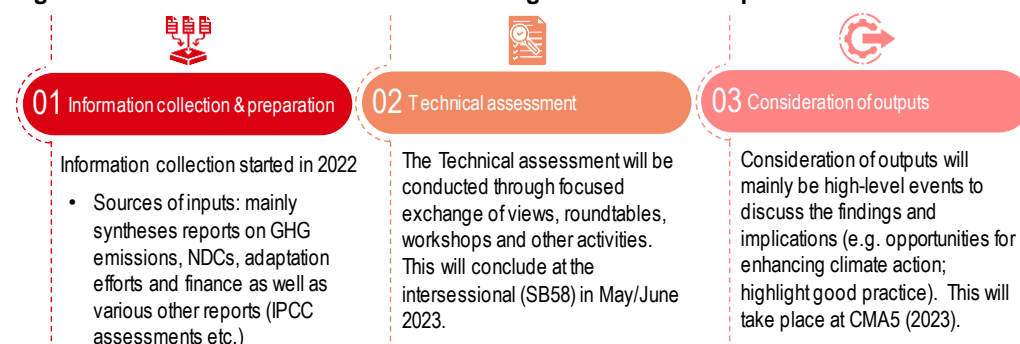 01 Information collection & preparation
Information collection started in 2022
• Sources of inputs: mainly
syntheses reports on GHG
emissions, NDCs, adaptation
efforts and finance as well as
various other reports (IPCC
assessments etc.)
02 Technical assessment
The Technical assessment will be
conducted through focused
exchange of views, roundtables,
workshops and other activities.
This will conclude at the
intersessional (SB58) in May/June
2023.
03 Consideration of outputs
Consideration of outputs will
mainly be high-level events to
discuss the findings and
implications (e.g. opportunities for
enhancing climate action;
highlight good practice). This will
take place at CMA5 (2023).